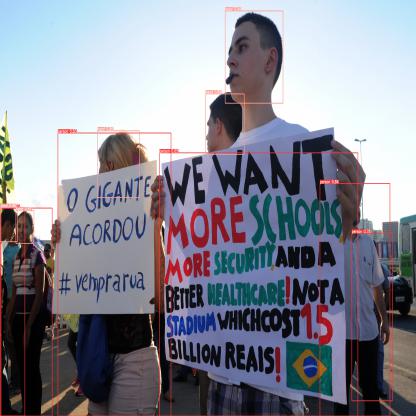 O GIGANTE
ACORDOU
# vemprarua
WE WANT
MORE SCHOOLS
MORE SECURITY AND A
BETTER HEALTHCARE! NOT A
STADIUM WHICH COST 1.5
BILLION REAIS!